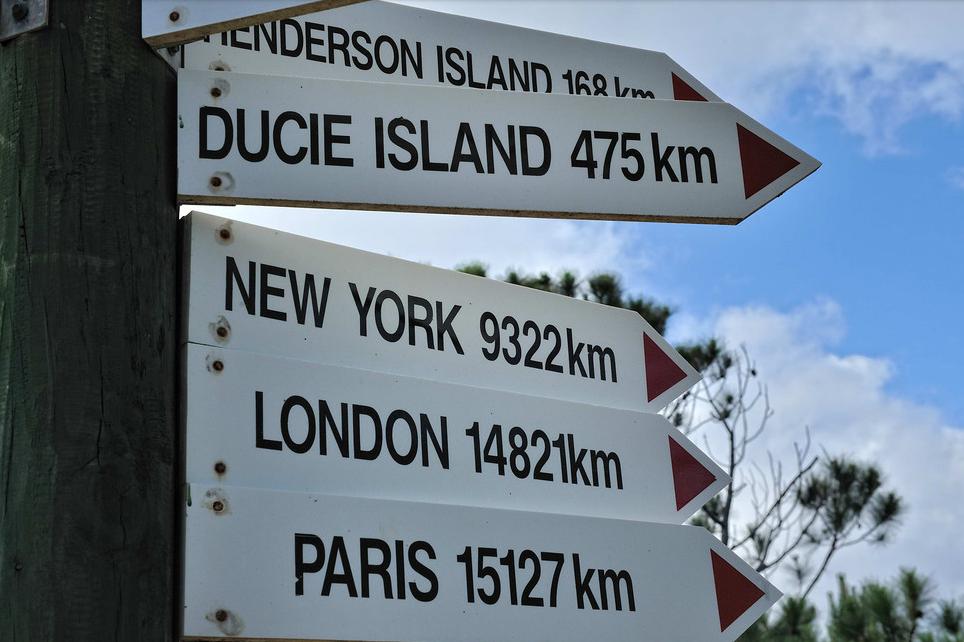 HENDERSON ISLAND 168 km
DUCIE ISLAND 475 km
NEW YORK 9322 km
LONDON 14821 km
PARIS 15127 km